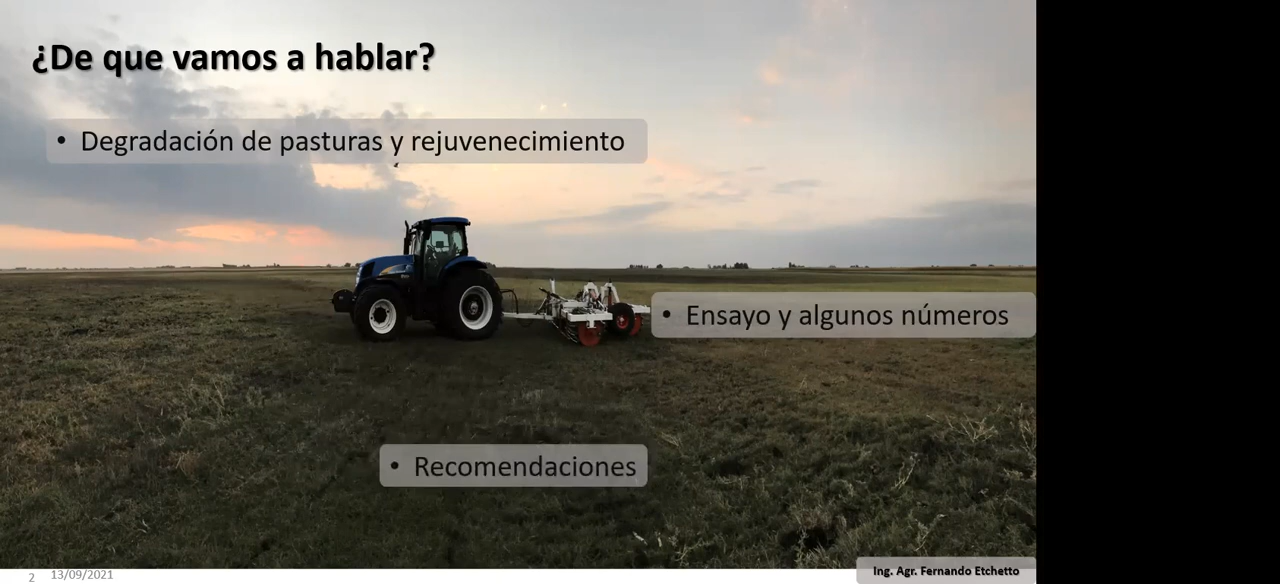 ¿De que vamos a hablar?
• Degradación de pasturas y rejuvenecimiento
• Ensayo y algunos números
• Recomendaciones
2 13/09/2021
Ing. Agr. Fernando Etchetto